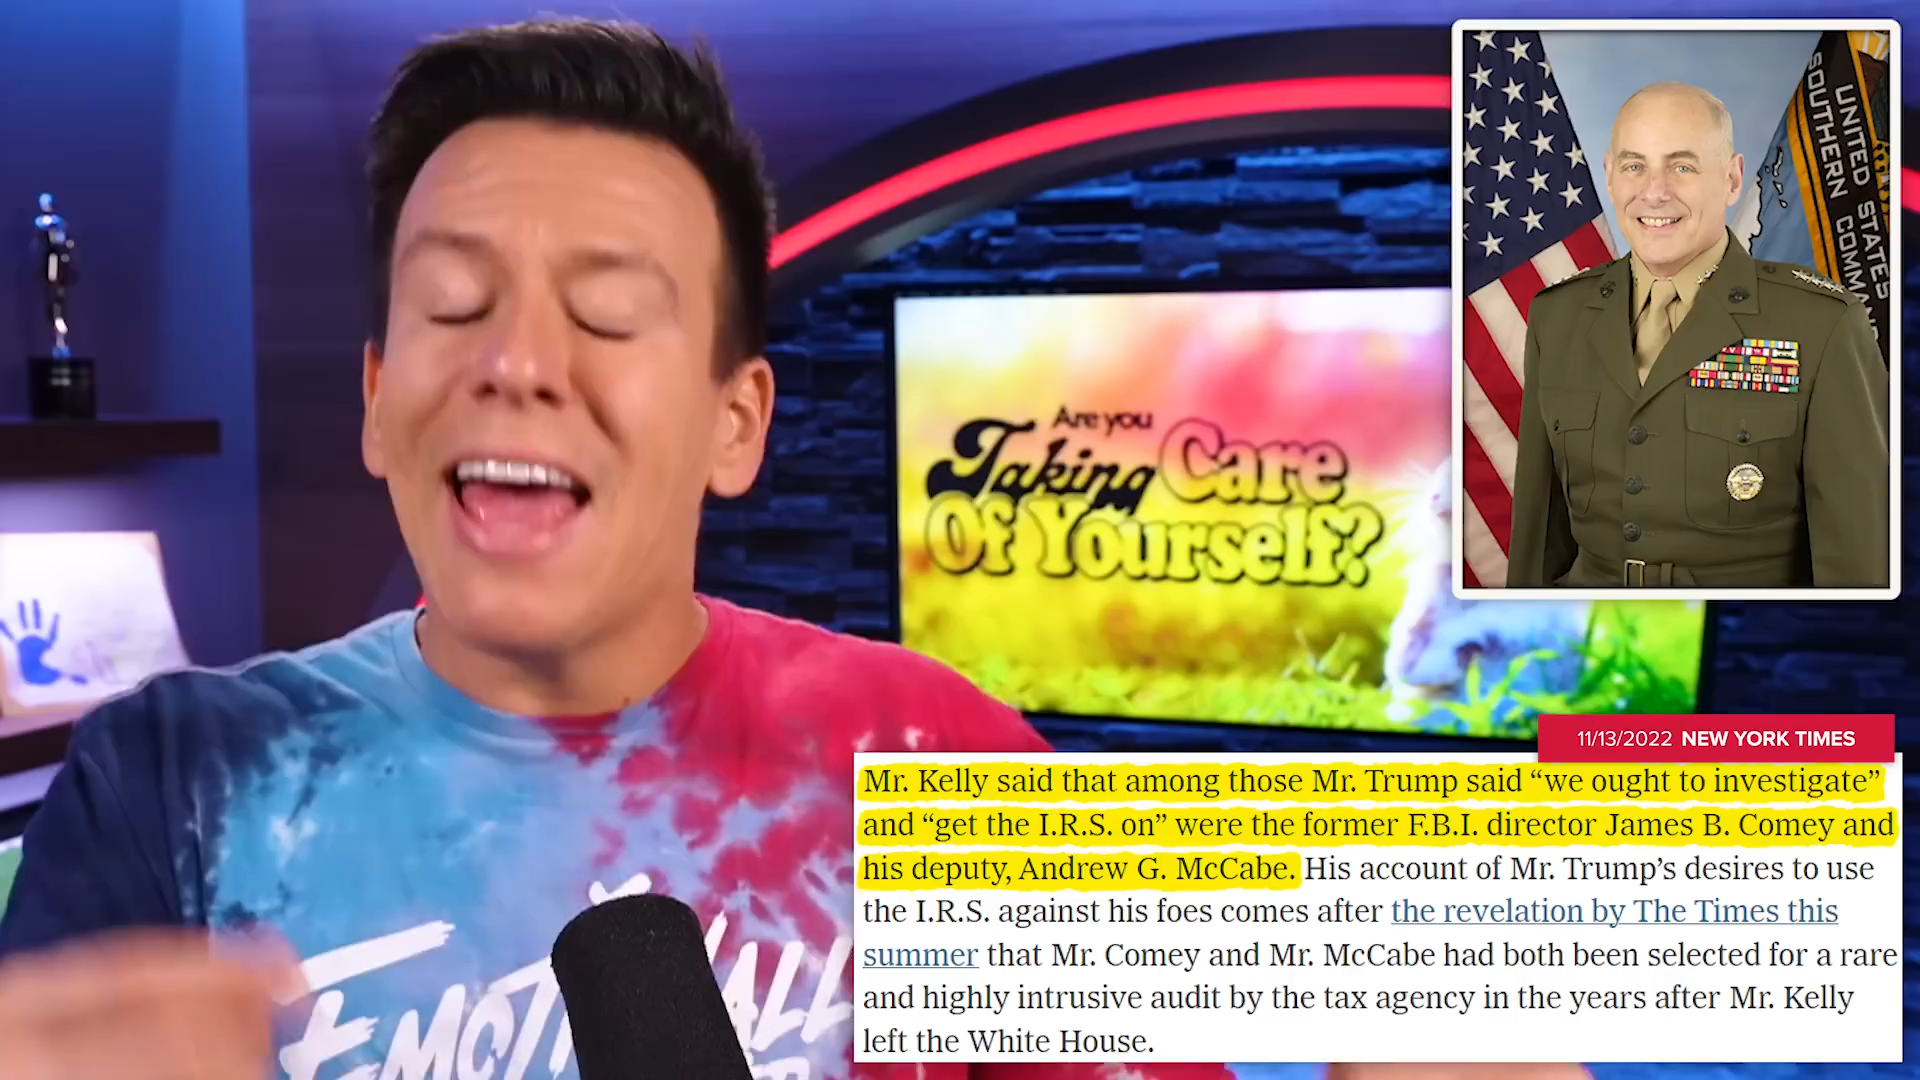 UNITED STATES
SOUTHERN COMMAND
Are you
Taking Care
Of Yourself?
11/13/2022 NEW YORK TIMES
Mr. Kelly said that among those Mr. Trump said “we ought to investigate”
and “get the I.R.S. on” were the former F.B.I. director James B. Comey and
his deputy, Andrew G. McCabe. His account of Mr. Trump’s desires to use
the I.R.S. against his foes comes after the revelation by The Times this
summer that Mr. Comey and Mr. McCabe had both been selected for a rare
and highly intrusive audit by the tax agency in the years after Mr. Kelly
left the White House.